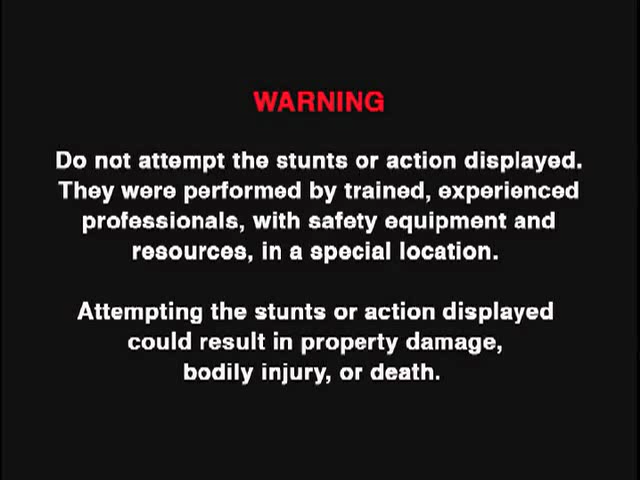 WARNING
Do not attempt the stunts or action displayed.
They were performed by trained, experienced
professionals, with safety equipment and
resources, in a special location.
Attempting the stunts or action displayed
could result in property damage,
bodily injury, or death.